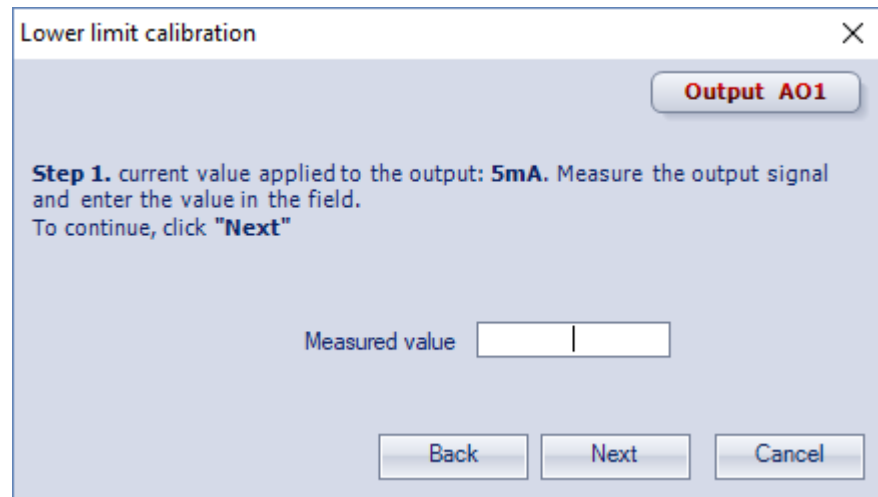 Lower limit calibration
Output AO1
Step 1. current value applied to the output: 5mA. Measure the output signal
and enter the value in the field.
To continue, click "Next"
Measured value
Back Next Cancel